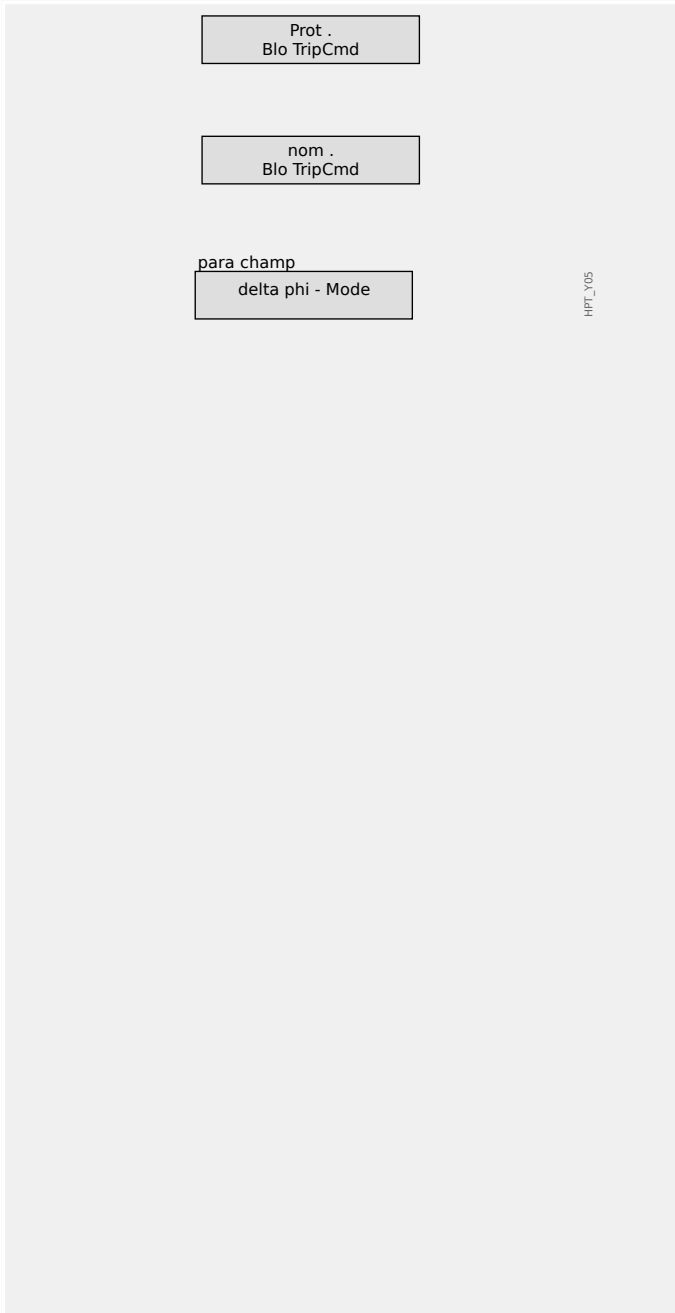 Prot .
Blo TripCmd
nom .
Blo TripCmd
para champ
delta phi - Mode
HPT_Y05